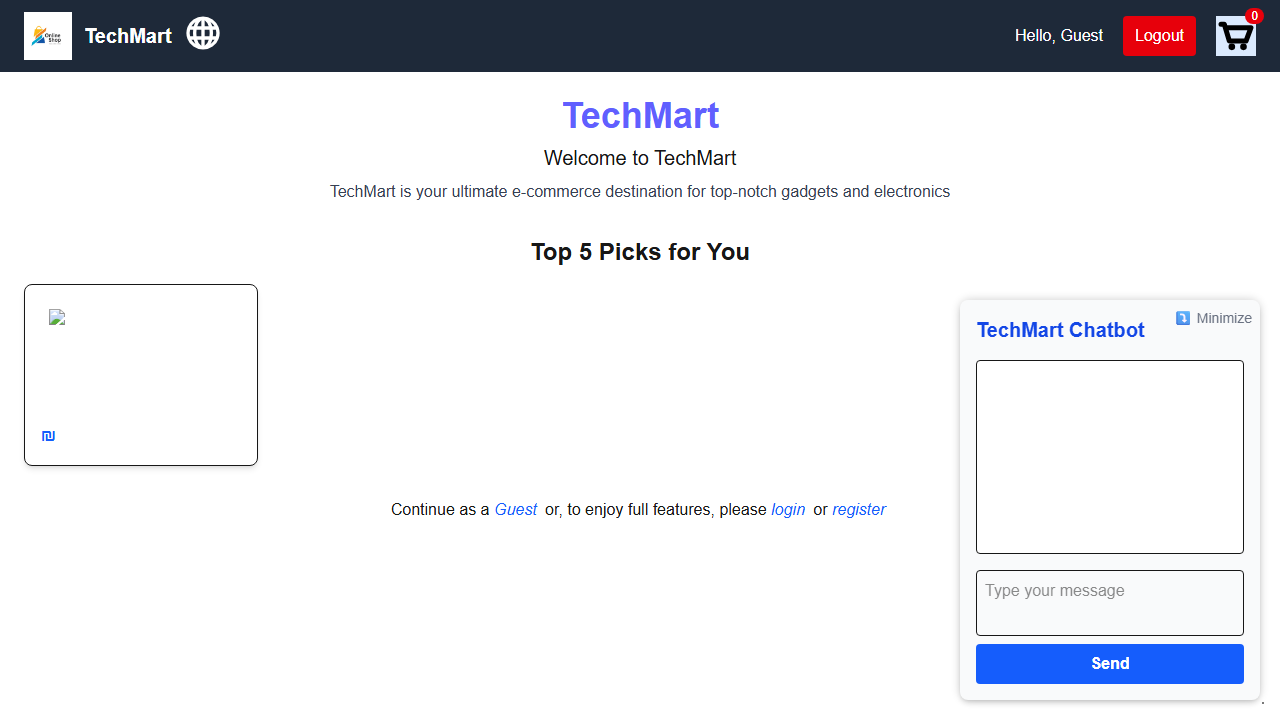 Online
Shop
TechMart
Hello, Guest
Logout
0
TechMart
Welcome to TechMart
TechMart is your ultimate e-commerce destination for top-notch gadgets and electronics
Top 5 Picks for You
₪
Continue as a Guest or, to enjoy full features, please login or register
⤵️ Minimize
TechMart Chatbot
Type your message
Send
.